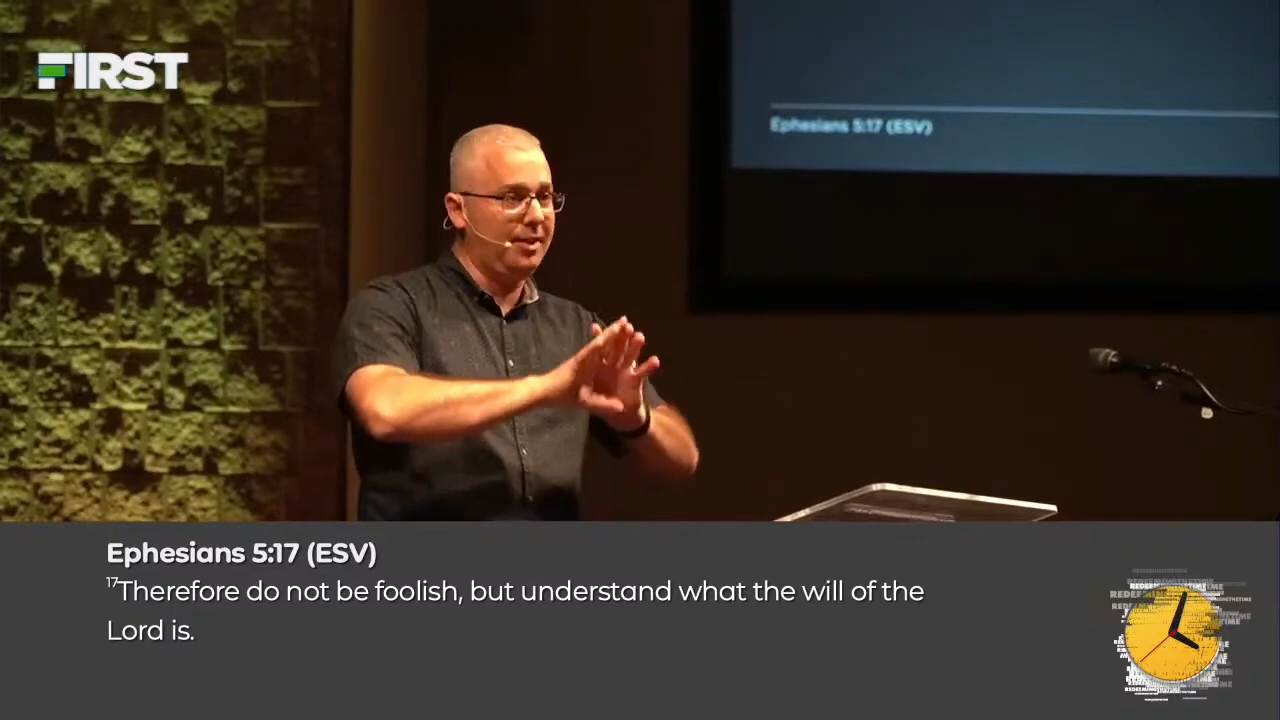 FIRST
Ephesians 5:17 (ESV)
Ephesians 5:17 (ESV)
17Therefore do not be foolish, but understand what the will of the
Lord is.
REDEEMINGTHETIME